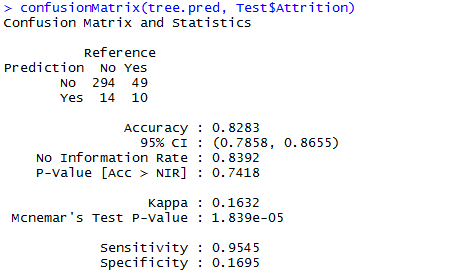 > confusionMatrix(tree.pred, Test$Attrition)
Confusion Matrix and Statistics
Reference
Prediction No Yes
No 294 49
Yes 14 10
Accuracy : 0.8283
95% CI : (0.7858, 0.8655)
No Information Rate : 0.8392
P-Value [Acc > NIR] : 0.7418
Kappa : 0.1632
Mcnemar's Test P-Value : 1.839e-05
Sensitivity : 0.9545
Specificity : 0.1695